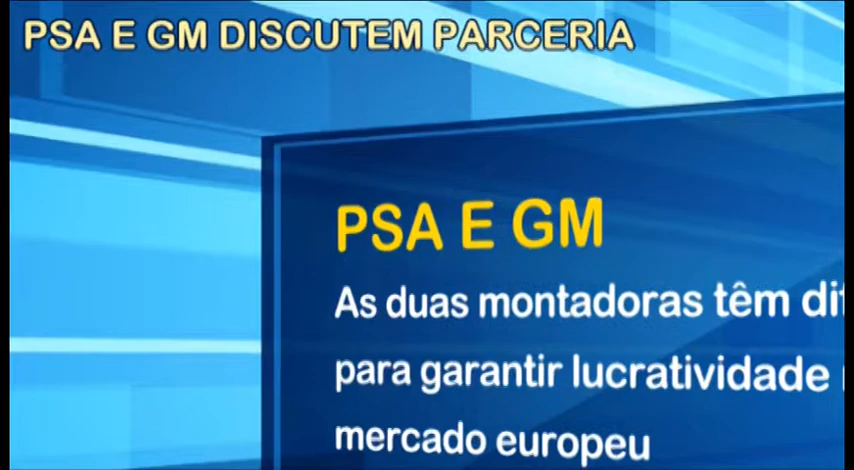 PSA E GM DISCUTEM PARCERIA
PSA E GM
As duas montadoras têm
para garantir lucratividade
mercado europeu